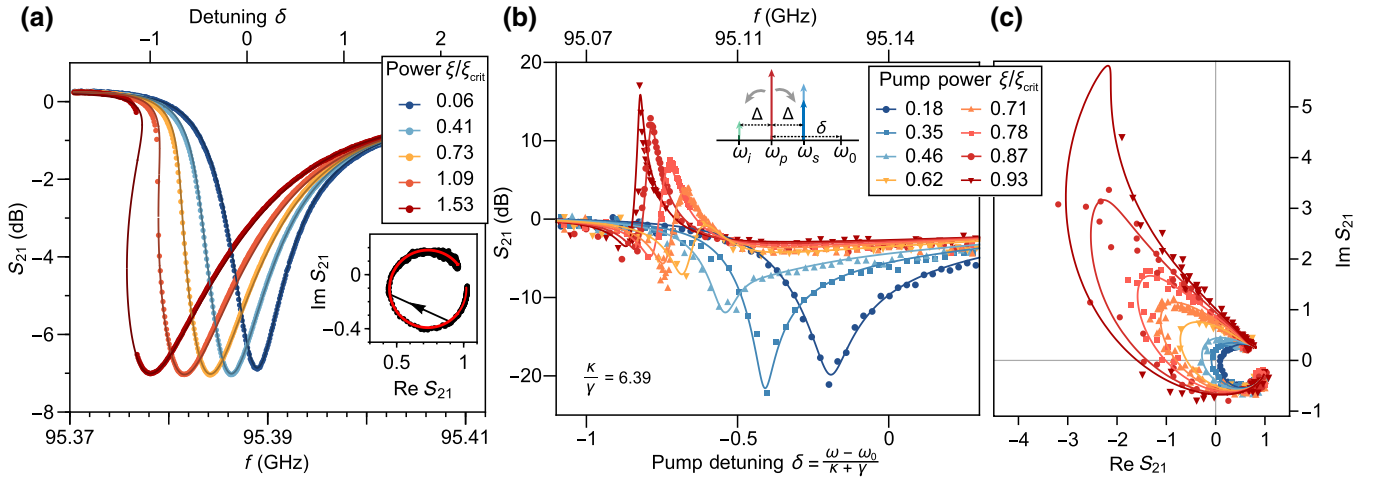 (a)
Detuning δ
−1 0 1 2
S21 (dB)
0
−2
−4
−6
−8
Power ξ/ξcrit
0.06
0.41
0.73
1.09
1.53
Im S21
0
−0.4
0.5 1
Re S21
95.37 95.39 95.41
f (GHz)
(b)
f (GHz)
95.07 95.11 95.14
S21 (dB)
20
10
0
−10
−20
Δ Δ
δ
ωi ωp ωs ω0
κ/γ = 6.39
−1 −0.5 0
Pump detuning δ = ω − ω0 / κ + γ
Pump power ξ/ξcrit
0.18 0.71
0.35 0.78
0.46 0.87
0.62 0.93
(c)
5
4
3
2
1
0
−1
Im S21
−4 −3 −2 −1 0 1
Re S21